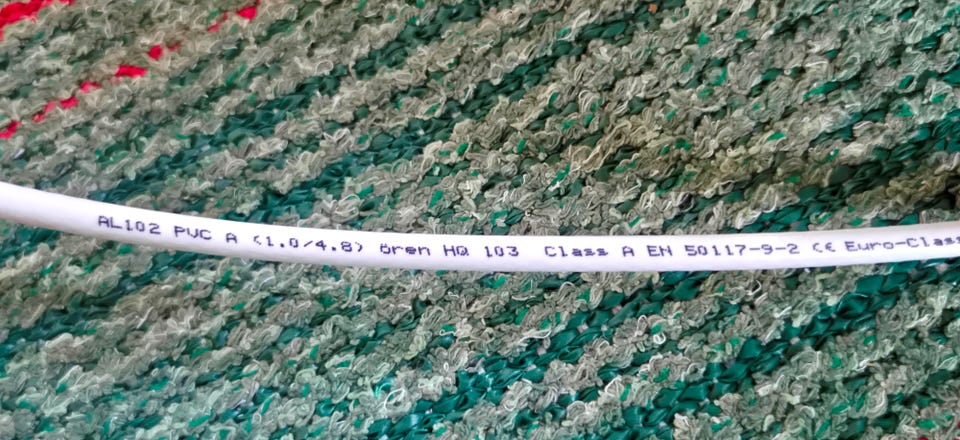 AL102 PVC A (1.0/4.8) ören HQ 103 Class A EN 50117-9-2 CE Euro-Class